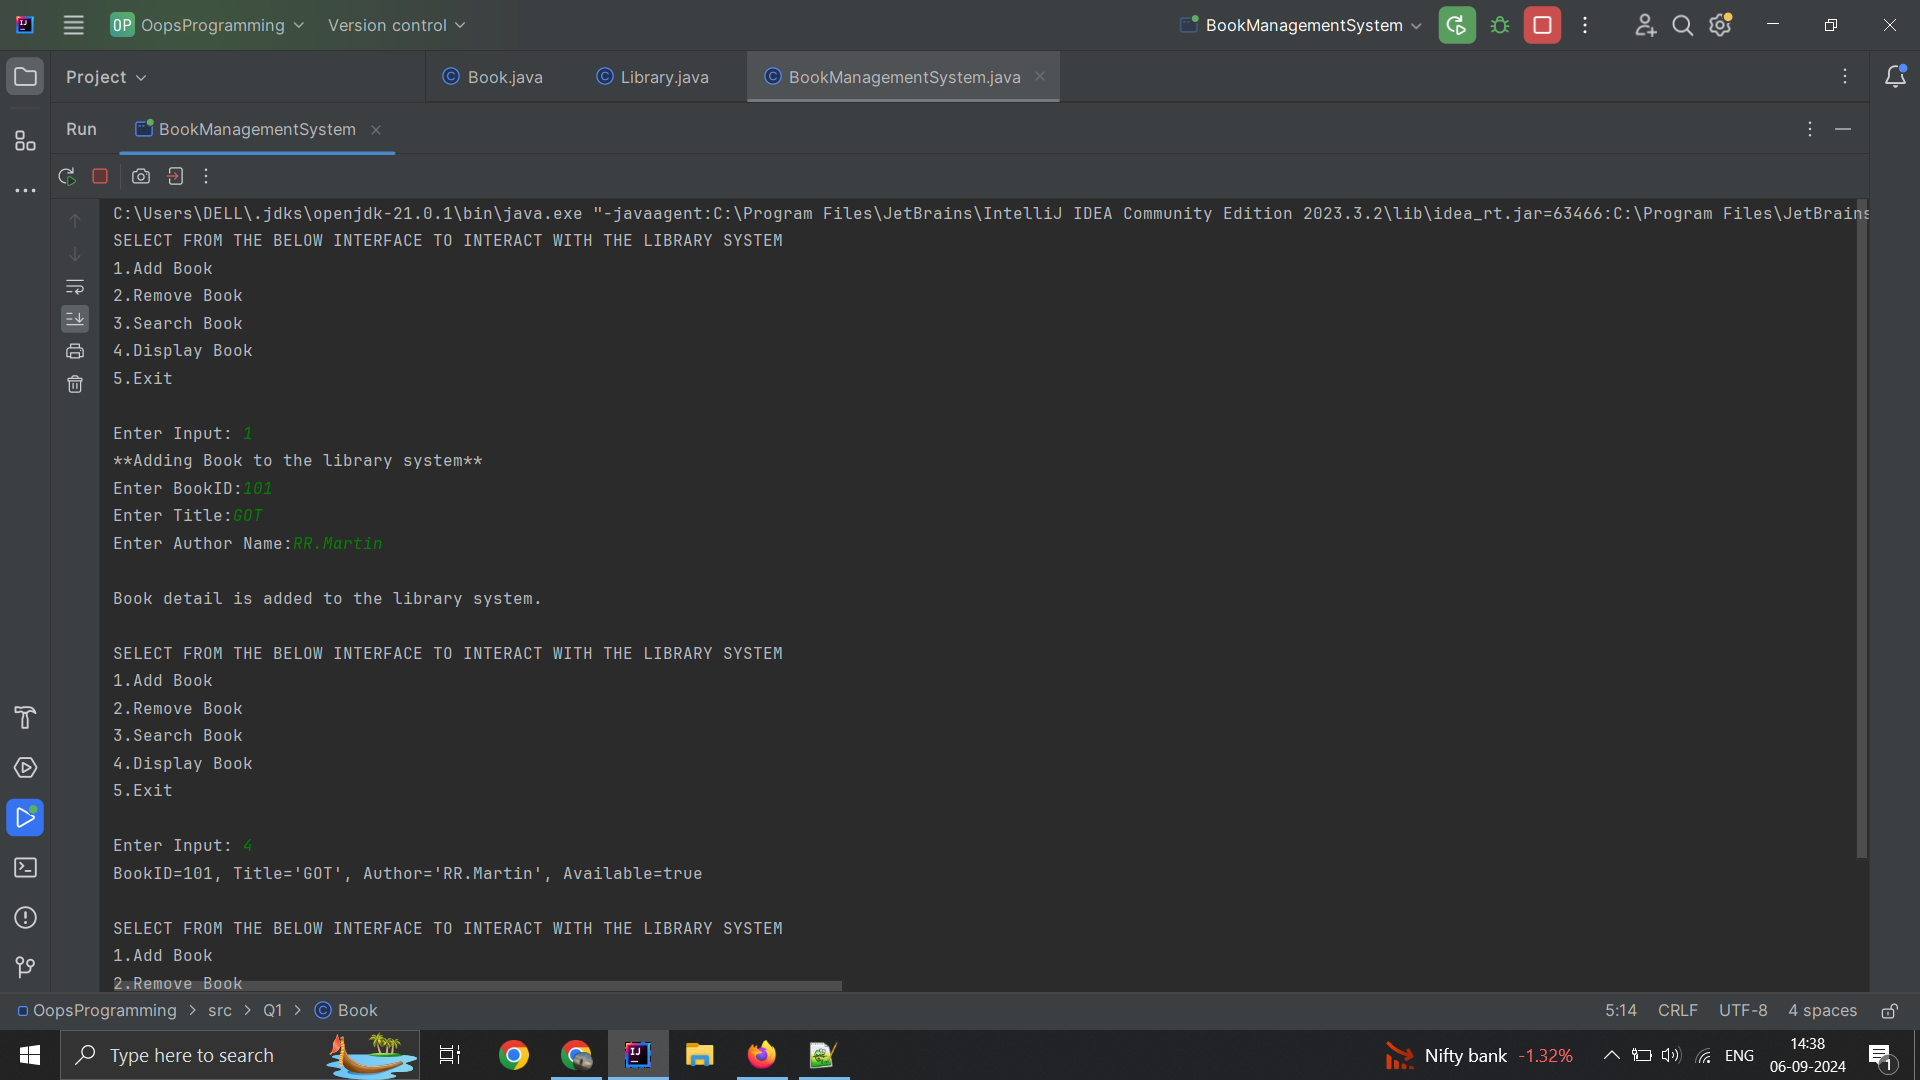 OP OopsProgramming Version control BookManagementSystem
Project Book.java Library.java BookManagementSystem.java
Run BookManagementSystem
C:\Users\DELL\.jdks\openjdk-21.0.1\bin\java.exe "-javaagent:C:\Program Files\JetBrains\IntelliJ IDEA Community Edition 2023.3.2\lib\idea_rt.jar=63466:C:\Program Files\JetBrains
SELECT FROM THE BELOW INTERFACE TO INTERACT WITH THE LIBRARY SYSTEM
1.Add Book
2.Remove Book
3.Search Book
4.Display Book
5.Exit
Enter Input: 1
**Adding Book to the library system**
Enter BookID:101
Enter Title:GOT
Enter Author Name:RR.Martin
Book detail is added to the library system.
SELECT FROM THE BELOW INTERFACE TO INTERACT WITH THE LIBRARY SYSTEM
1.Add Book
2.Remove Book
3.Search Book
4.Display Book
5.Exit
Enter Input: 4
BookID=101, Title='GOT', Author='RR.Martin', Available=true
SELECT FROM THE BELOW INTERFACE TO INTERACT WITH THE LIBRARY SYSTEM
1.Add Book
2.Remove Book
OopsProgramming > src > Q1 > Book 5:14 CRLF UTF-8 4 spaces
Type here to search Nifty bank -1.32% ENG 14:38
06-09-2024 1